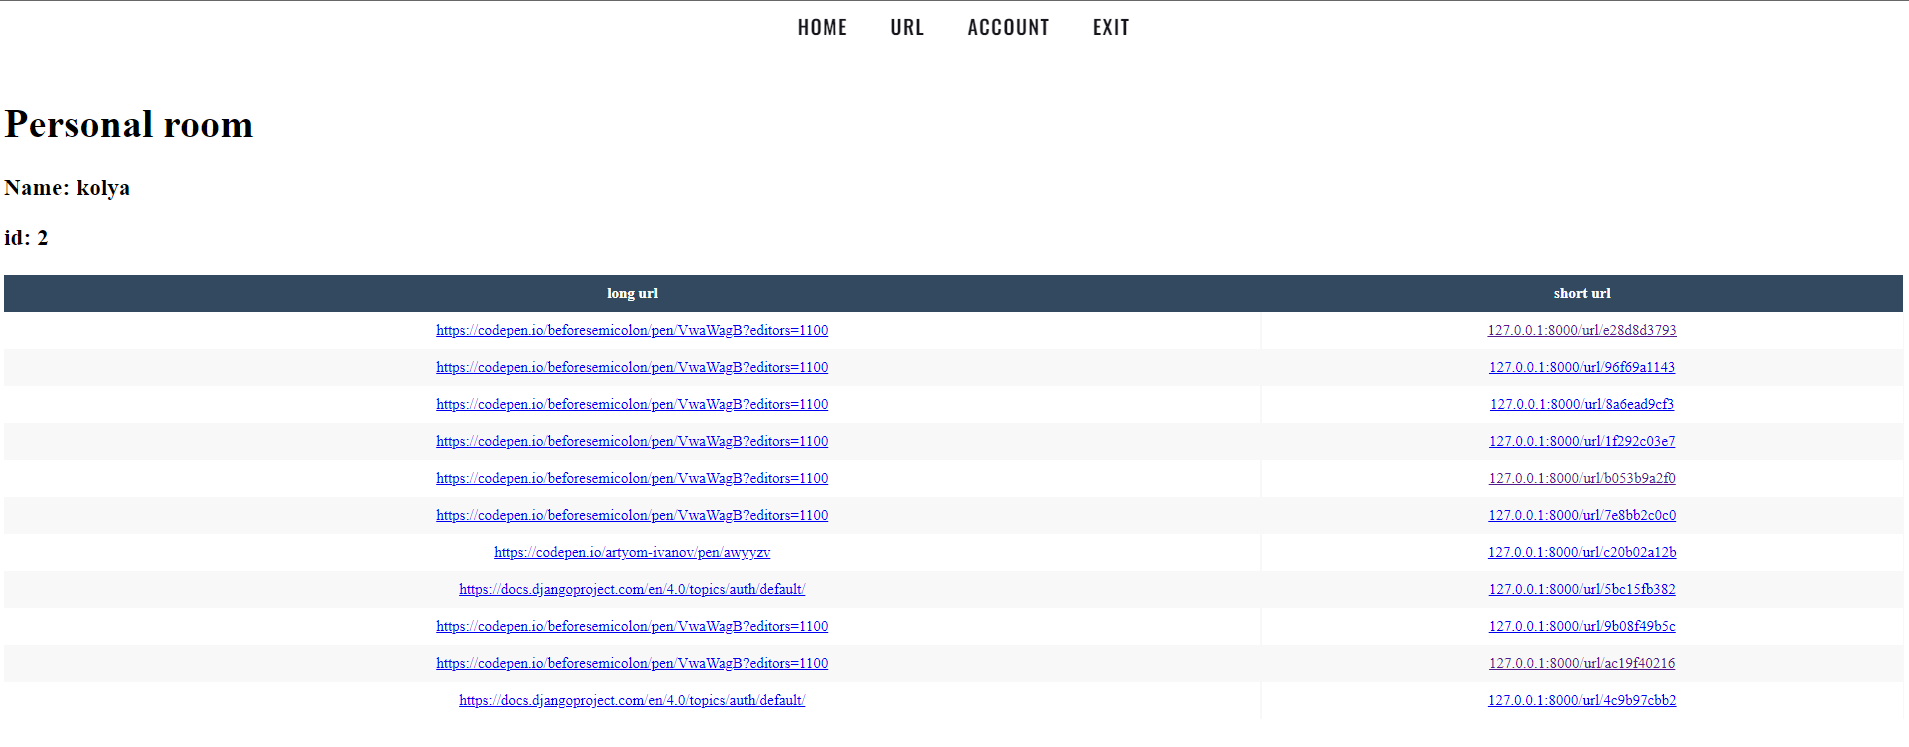 HOME URL ACCOUNT EXIT
Personal room
Name: kolya
id: 2
long url short url
https://codepen.io/beforesemicolon/pen/VwaWagB?editors=1100 127.0.0.1:8000/url/e28d8d3793
https://codepen.io/beforesemicolon/pen/VwaWagB?editors=1100 127.0.0.1:8000/url/96f69a1143
https://codepen.io/beforesemicolon/pen/VwaWagB?editors=1100 127.0.0.1:8000/url/8a6ead9cf3
https://codepen.io/beforesemicolon/pen/VwaWagB?editors=1100 127.0.0.1:8000/url/1f292c03e7
https://codepen.io/beforesemicolon/pen/VwaWagB?editors=1100 127.0.0.1:8000/url/b053b9a2f0
https://codepen.io/beforesemicolon/pen/VwaWagB?editors=1100 127.0.0.1:8000/url/7e8bb2c0c0
https://codepen.io/artyom-ivanov/pen/awyyzv 127.0.0.1:8000/url/c20b02a12b
https://docs.djangoproject.com/en/4.0/topics/auth/default/ 127.0.0.1:8000/url/5bc15fb382
https://codepen.io/beforesemicolon/pen/VwaWagB?editors=1100 127.0.0.1:8000/url/9b08f49b5c
https://codepen.io/beforesemicolon/pen/VwaWagB?editors=1100 127.0.0.1:8000/url/ac19f40216
https://docs.djangoproject.com/en/4.0/topics/auth/default/ 127.0.0.1:8000/url/4c9b97cbb2